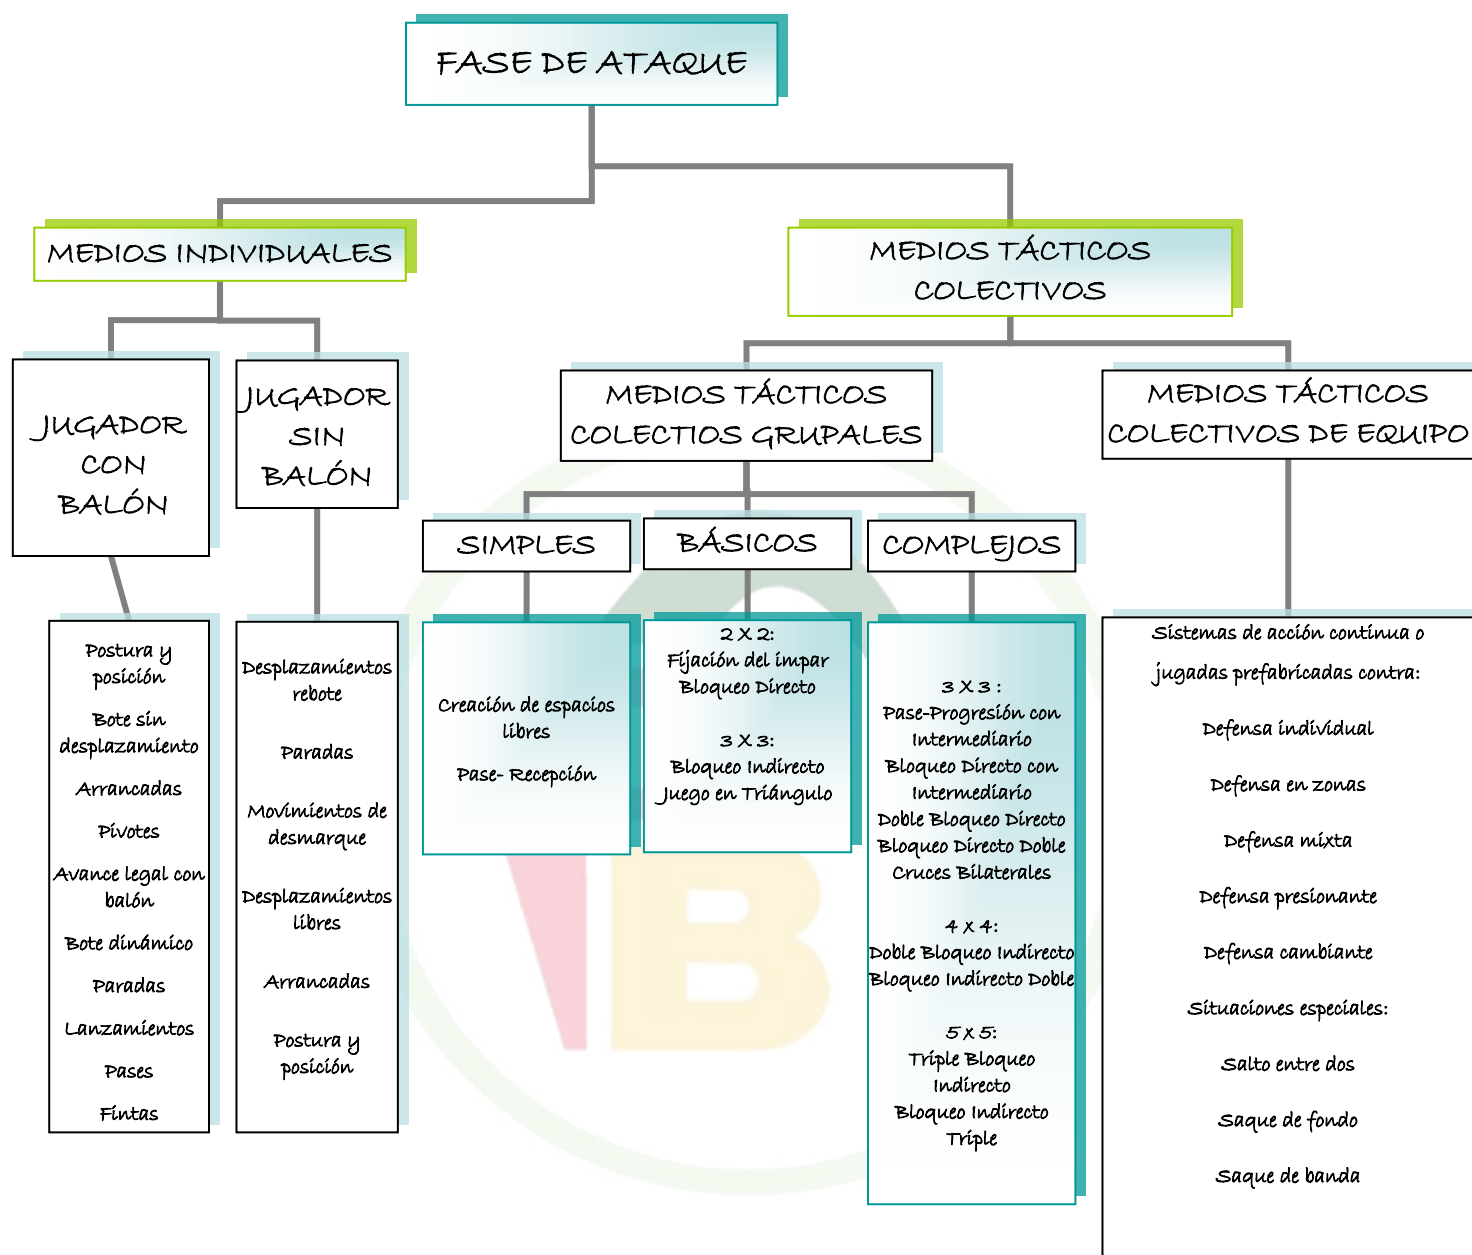 FASE DE ATAQUE
MEDIOS INDIVIDUALES
MEDIOS TÁCTICOS
COLECTIVOS
JUGADOR
CON
BALÓN
JUGADOR
SIN
BALÓN
MEDIOS TÁCTICOS
COLECTIOS GRUPALES
MEDIOS TÁCTICOS
COLECTIVOS DE EQUIPO
SIMPLES
BÁSICOS
COMPLEJOS
Postura y
posición
Bote sin
desplazamiento
Arrancadas
Pivotes
Avance legal con
balón
Bote dinámico
Paradas
Lanzamientos
Pases
Fintas
Desplazamientos
rebote
Paradas
Movimientos de
desmarque
Desplazamientos
libres
Arrancadas
Postura y
posición
Creación de espacios
libres
Pase- Recepción
2 X 2:
Fijación del impar
Bloqueo Directo
3 X 3:
Bloqueo Indirecto
Juego en Triángulo
3 X 3 :
Pase-Progresión con
Intermediario
Bloqueo Directo con
Intermediario
Doble Bloqueo Directo
Bloqueo Directo Doble
Cruces Bilaterales
4 x 4:
Doble Bloqueo Indirecto
Bloqueo Indirecto Doble
5 x 5:
Triple Bloqueo
Indirecto
Bloqueo Indirecto
Triple
Sistemas de acción continua o
jugadas prefabricadas contra:
Defensa individual
Defensa en zonas
Defensa mixta
Defensa presionante
Defensa cambiante
Situaciones especiales:
Salto entre dos
Saque de fondo
Saque de banda
B